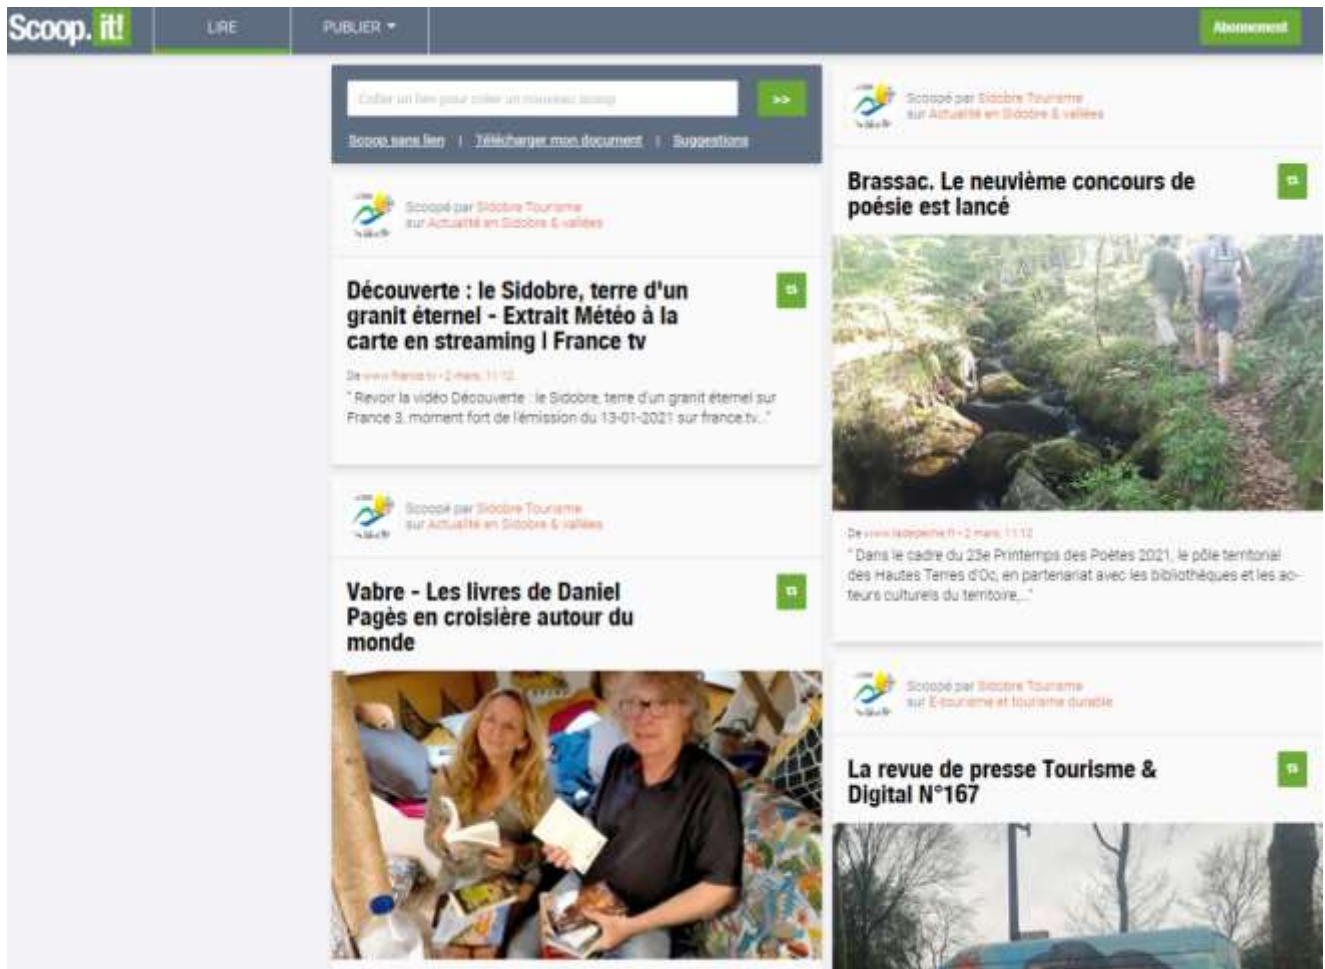 Scoop.it!
LIRE
PUBLIER
Abonnement
Coller un lien pour créer un nouveau scoop
>>
Scoop sans lien | Télécharger mon document | Suggestions
Scoopé par Sidobre Tourisme
sur Actualité en Sidobre & vallées
Découverte : le Sidobre, terre d'un
granit éternel - Extrait Météo à la
carte en streaming | France tv
De www.france.tv - 2 mars, 11:12
" Revoir la vidéo Découverte : le Sidobre, terre d'un granit éternel sur
France 3, moment fort de l'émission du 13-01-2021 sur france.tv..."
Scoopé par Sidobre Tourisme
sur Actualité en Sidobre & vallées
Vabre - Les livres de Daniel
Pagès en croisière autour du
monde
Scoopé par Sidobre Tourisme
sur Actualité en Sidobre & vallées
Brassac. Le neuvième concours de
poésie est lancé
De www.ladepeche.fr - 2 mars, 11:12
" Dans le cadre du 23e Printemps des Poètes 2021, le pôle territorial
des Hautes Terres d'Oc, en partenariat avec les bibliothèques et les ac-
teurs culturels du territoire,..."
Scoopé par Sidobre Tourisme
sur E-tourisme et tourisme durable
La revue de presse Tourisme &
Digital N°167